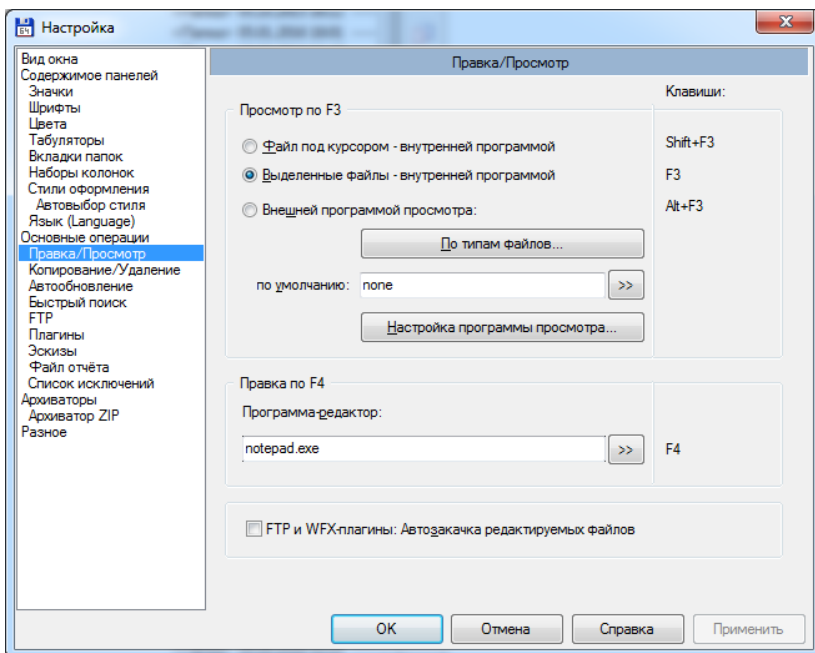 Настройка
Вид окна
Содержимое панелей
Значки
Шрифты
Цвета
Табуляторы
Вкладки папок
Наборы колонок
Стили оформления
Автовыбор стиля
Язык (Language)
Основные операции
Правка/Просмотр
Копирование/Удаление
Автообновление
Быстрый поиск
FTP
Плагины
Эскизы
Файл отчёта
Список исключений
Архиваторы
Архиватор ZIP
Разное
Правка/Просмотр
Клавиши:
Просмотр по F3
Файл под курсором - внутренней программой Shift+F3
Выделенные файлы - внутренней программой F3
Внешней программой просмотра: Alt+F3
По типам файлов...
по умолчанию: none >>
Настройка программы просмотра...
Правка по F4
Программа-редактор:
notepad.exe >> F4
FTP и WFX-плагины: Автозакачка редактируемых файлов
OK Отмена Справка Применить